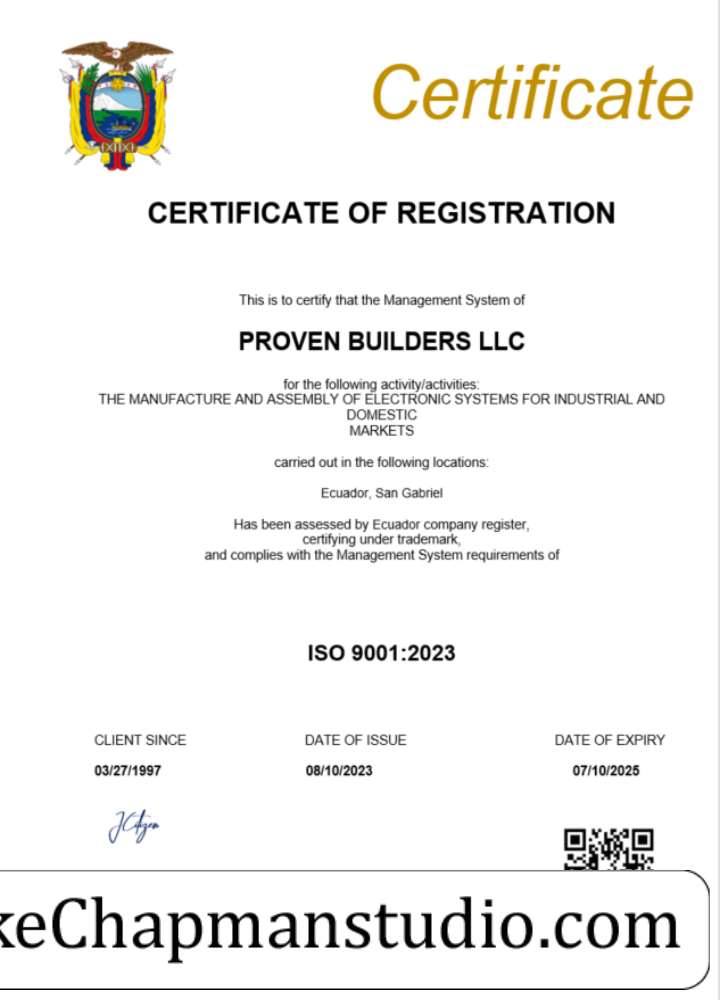 Certificate
CERTIFICATE OF REGISTRATION
This is to certify that the Management System of
PROVEN BUILDERS LLC
for the following activity/activities:
THE MANUFACTURE AND ASSEMBLY OF ELECTRONIC SYSTEMS FOR INDUSTRIAL AND
DOMESTIC
MARKETS
carried out in the following locations:
Ecuador, San Gabriel
Has been assessed by Ecuador company register,
certifying under trademark,
and complies with the Management System requirements of
ISO 9001:2023
CLIENT SINCE DATE OF ISSUE DATE OF EXPIRY
03/27/1997 08/10/2023 07/10/2025
JCitizen
keChapmanstudio.com